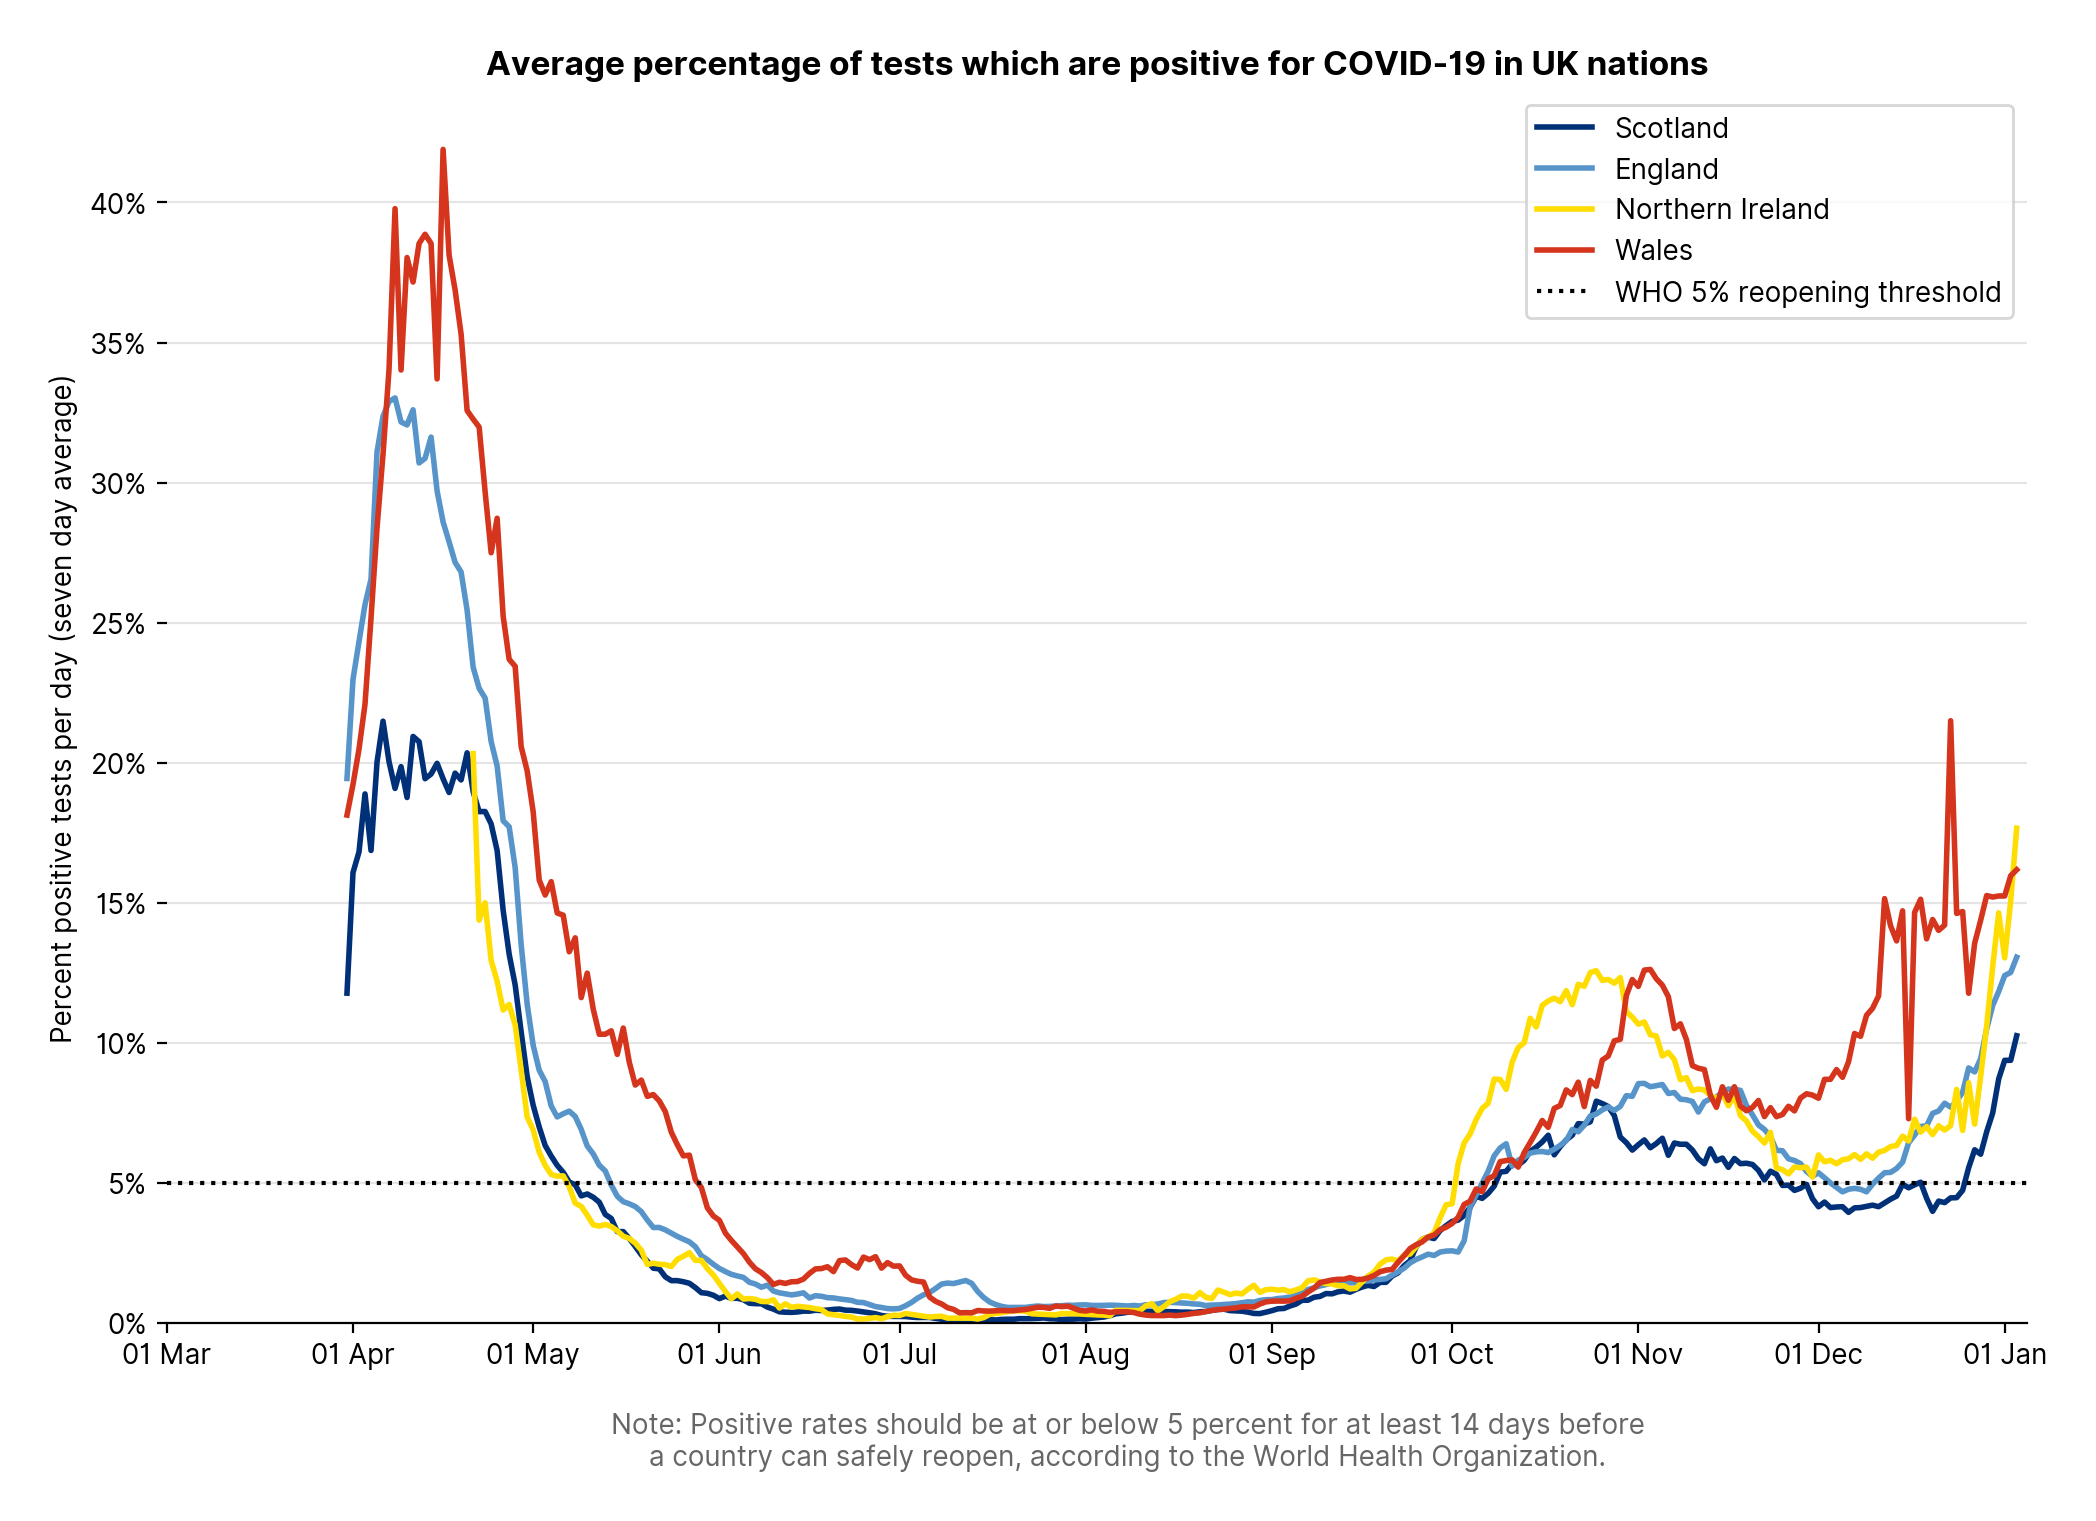 Average percentage of tests which are positive for COVID-19 in UK nations
Scotland
England
Northern Ireland
Wales
WHO 5% reopening threshold
Percent positive tests per day (seven day average)
40%
35%
30%
25%
20%
15%
10%
5%
0%
01 Mar
01 Apr
01 May
01 Jun
01 Jul
01 Aug
01 Sep
01 Oct
01 Nov
01 Dec
01 Jan
Note: Positive rates should be at or below 5 percent for at least 14 days before
a country can safely reopen, according to the World Health Organization.